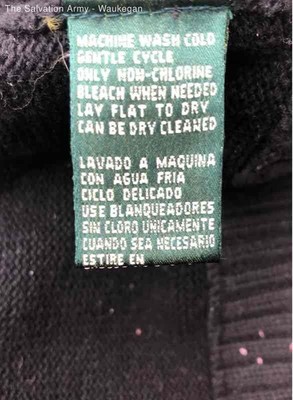 The Salvation Army - Waukegan
MACHINE WASH COLD
GENTLE CYCLE
ONLY NON-CHLORINE
BLEACH WHEN NEEDED
LAY FLAT TO DRY
CAN BE DRY CLEANED
LAVADO A MAQUINA
CON AGUA FRIA
CICLO DELICADO
USE BLANQUEADORES
SIN CLORO UNICAMENTE
CUANDO SEA NECESARIO
ESTIRE EN